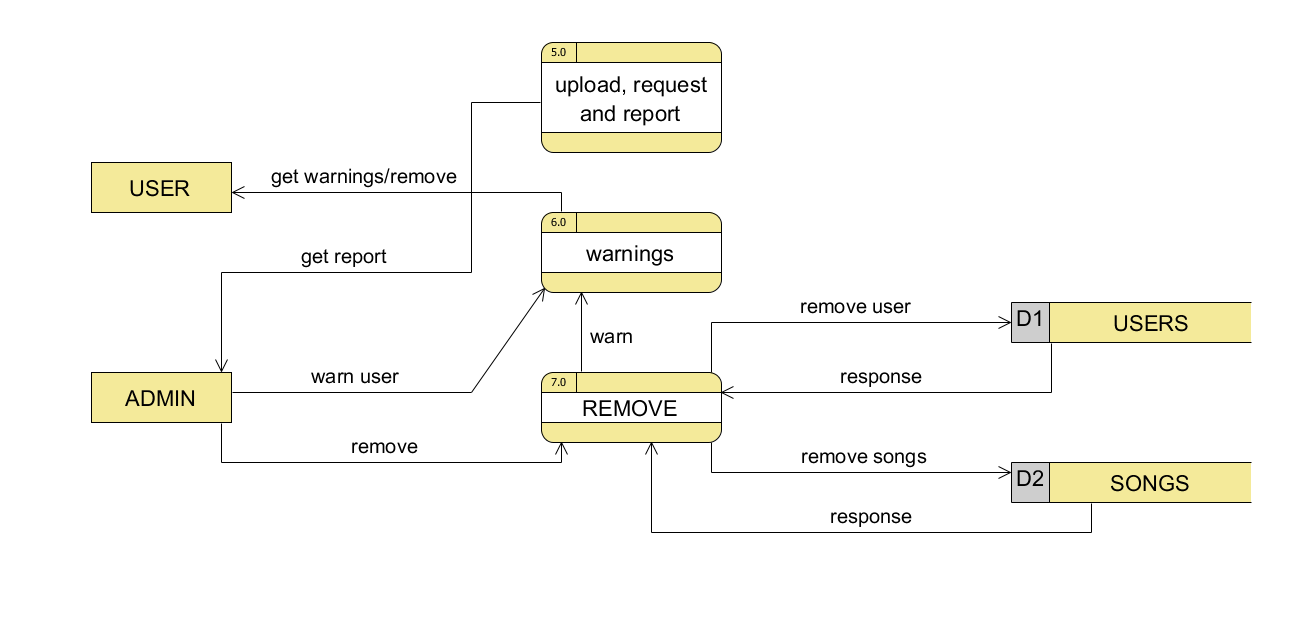 5.0
upload, request
and report
USER
get warnings/remove
6.0
warnings
get report
remove user
D1
USERS
warn
ADMIN
warn user
7.0
REMOVE
response
remove
remove songs
D2
SONGS
response